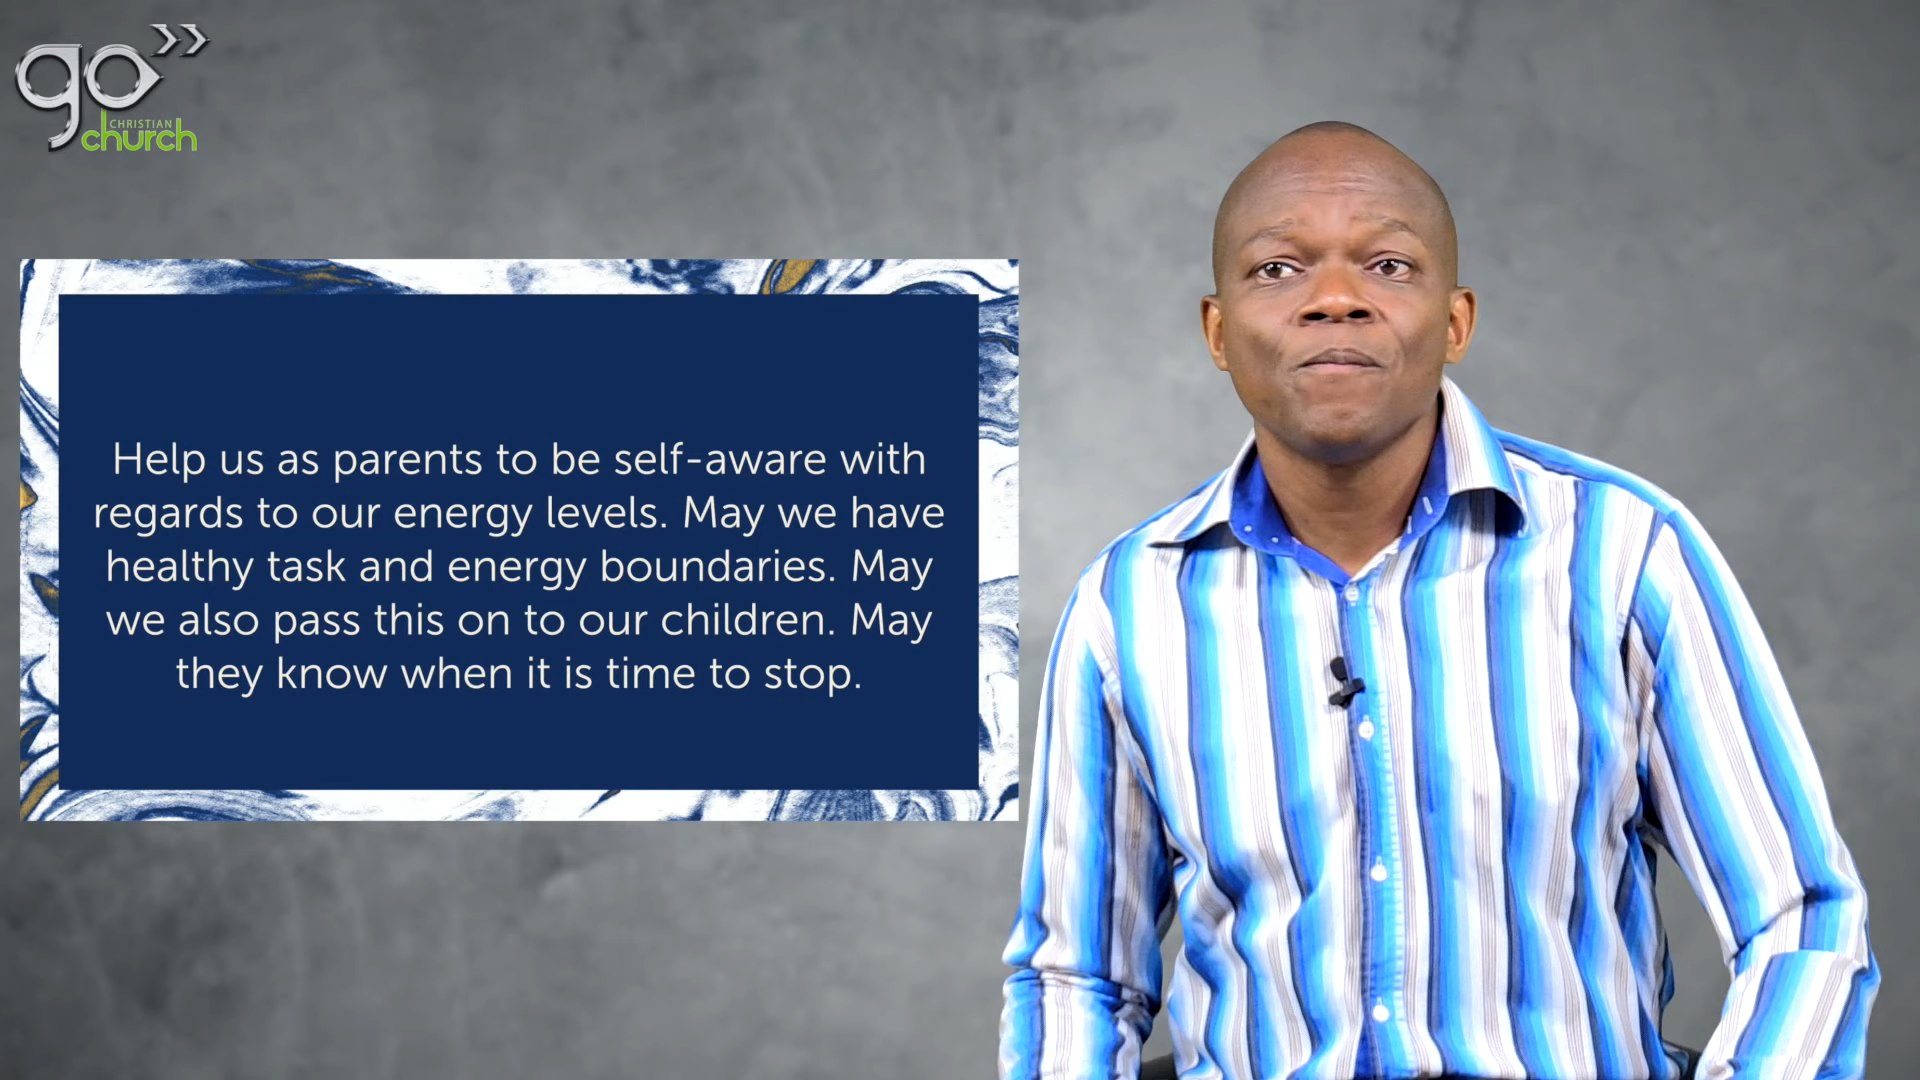 go
CHRISTIAN
church
Help us as parents to be self-aware with
regards to our energy levels. May we have
healthy task and energy boundaries. May
we also pass this on to our children. May
they know when it is time to stop.